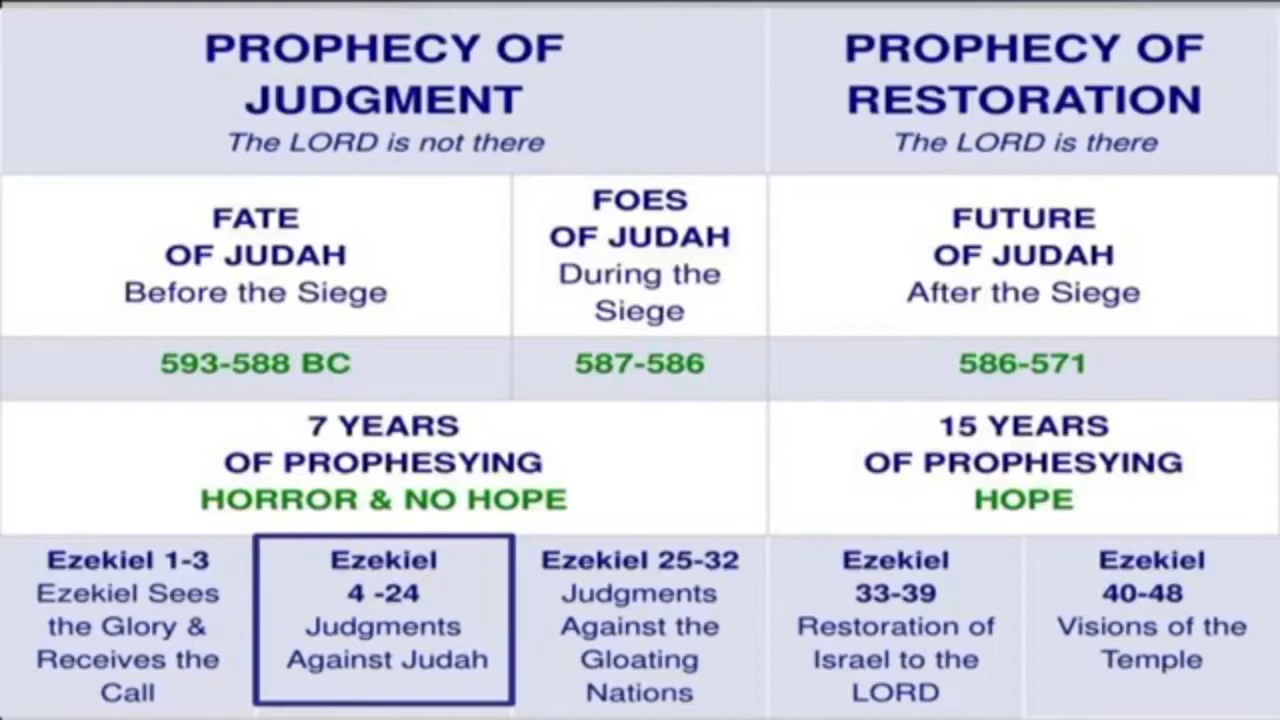 PROPHECY OF
JUDGMENT
The LORD is not there
PROPHECY OF
RESTORATION
The LORD is there
FATE
OF JUDAH
Before the Siege
FOES
OF JUDAH
During the
Siege
FUTURE
OF JUDAH
After the Siege
593-588 BC
587-586
586-571
7 YEARS
OF PROPHESYING
HORROR & NO HOPE
15 YEARS
OF PROPHESYING
HOPE
Ezekiel 1-3
Ezekiel Sees
the Glory &
Receives the
Call
Ezekiel
4 -24
Judgments
Against Judah
Ezekiel 25-32
Judgments
Against the
Gloating
Nations
Ezekiel
33-39
Restoration of
Israel to the
LORD
Ezekiel
40-48
Visions of the
Temple